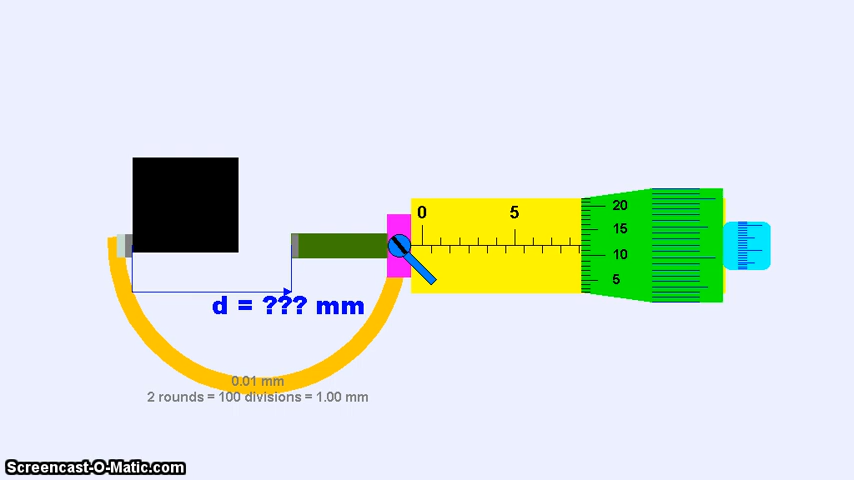 0 5
20
15
10
5
d = ??? mm
0.01 mm
2 rounds = 100 divisions = 1.00 mm
Screencast-O-Matic.com